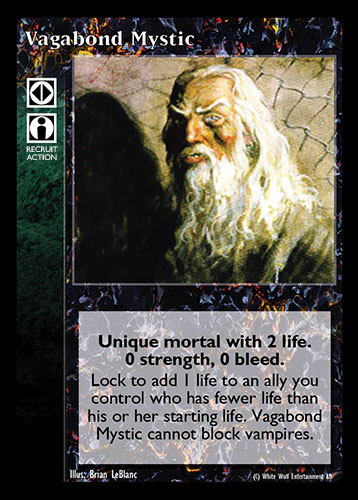 Vagabond Mystic
RECRUIT
ACTION
Unique mortal with 2 life.
0 strength, 0 bleed.
Lock to add 1 life to an ally you
control who has fewer life than
his or her starting life. Vagabond
Mystic cannot block vampires.
Illus: Brian LeBlanc
(C) White Wolf Entertainment AB